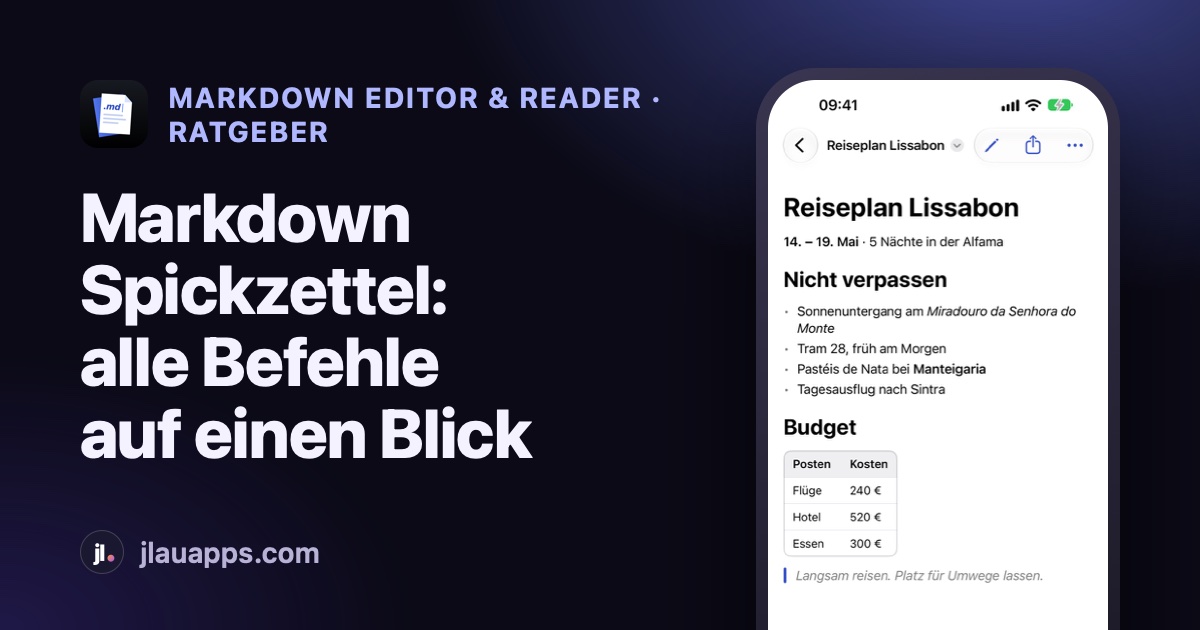 .md
MARKDOWN EDITOR & READER ·
RATGEBER
Markdown
Spickzettel:
alle Befehle
auf einen Blick
jl.
jlauapps.com
09:41
Reiseplan Lissabon
Reiseplan Lissabon
14. – 19. Mai · 5 Nächte in der Alfama
Nicht verpassen
· Sonnenuntergang am Miradouro da Senhora do
Monte
· Tram 28, früh am Morgen
· Pastéis de Nata bei Manteigaria
· Tagesausflug nach Sintra
Budget
Posten Kosten
Flüge 240 €
Hotel 520 €
Essen 300 €
Langsam reisen. Platz für Umwege lassen.